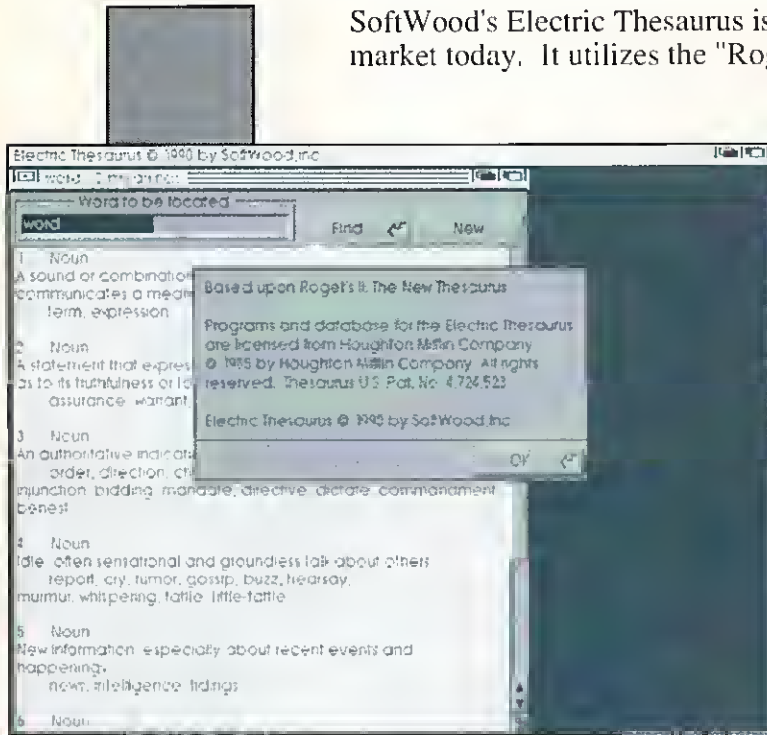 SoftWood's Electric Thesaurus is
market today. It utilizes the "Rog
Electric Thesaurus © 1990 by SoftWood, Inc
word
Word to be located
word
Find
New
1 Noun
A sound or combination
communicates a
term, expression
2 Noun
A statement that expres
as to its truthfulness or
assurance warrant,
3 Noun
An authoritative indicati
order, direction,
injunction bidding mandate, directive dictate commandment
behest
4 Noun
Idle often sensational and groundless talk about others
report, cry, rumor, gossip, buzz, hearsay,
murmur, whispering, tattle tittle-tattle
5 Noun
New information especially about recent events and
happenings
news, intelligence tidings
6 Noun
Based upon Roget's II: The New Thesaurus
Programs and database for the Electric Thesaurus
are licensed from Houghton Mifflin Company
© 1985 by Houghton Mifflin Company. All rights
reserved. Thesaurus U.S. Pat. No. 4,724,523
Electric Thesaurus © 1990 by SoftWood, Inc
OK